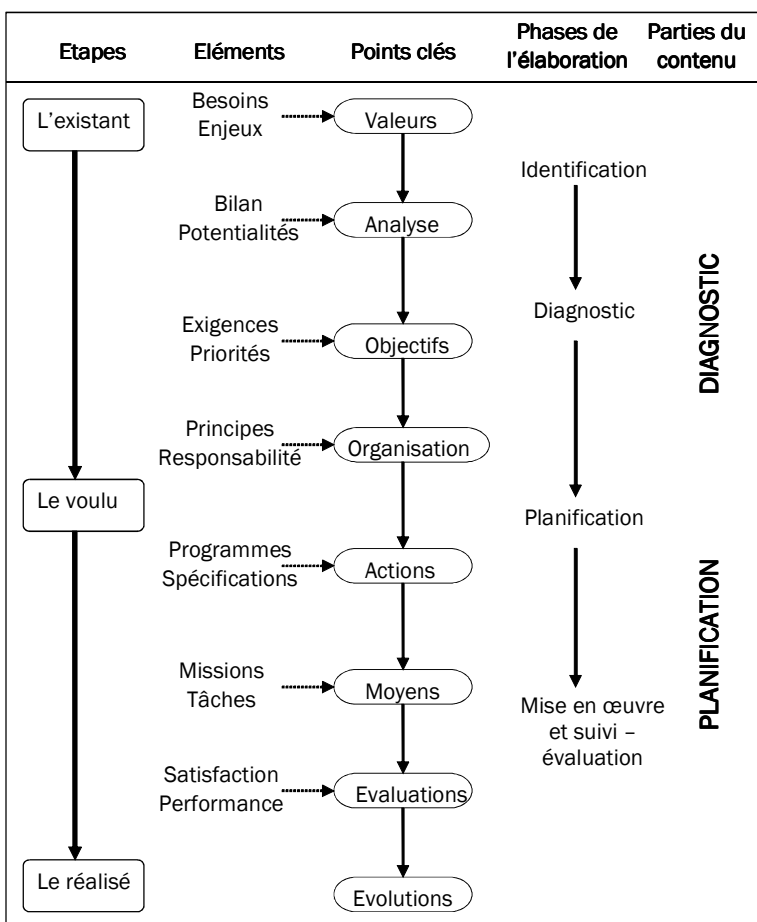 Etapes
Eléments
Points clés
Phases de
l'élaboration
Parties du
contenu
L'existant
Besoins
Enjeux
Valeurs
Identification
Bilan
Potentialités
Analyse
DIAGNOSTIC
Exigences
Priorités
Objectifs
Diagnostic
Principes
Responsabilité
Organisation
Le voulu
Planification
Programmes
Spécifications
Actions
PLANIFICATION
Missions
Tâches
Moyens
Mise en œuvre
et suivi –
évaluation
Satisfaction
Performance
Evaluations
Le réalisé
Evolutions